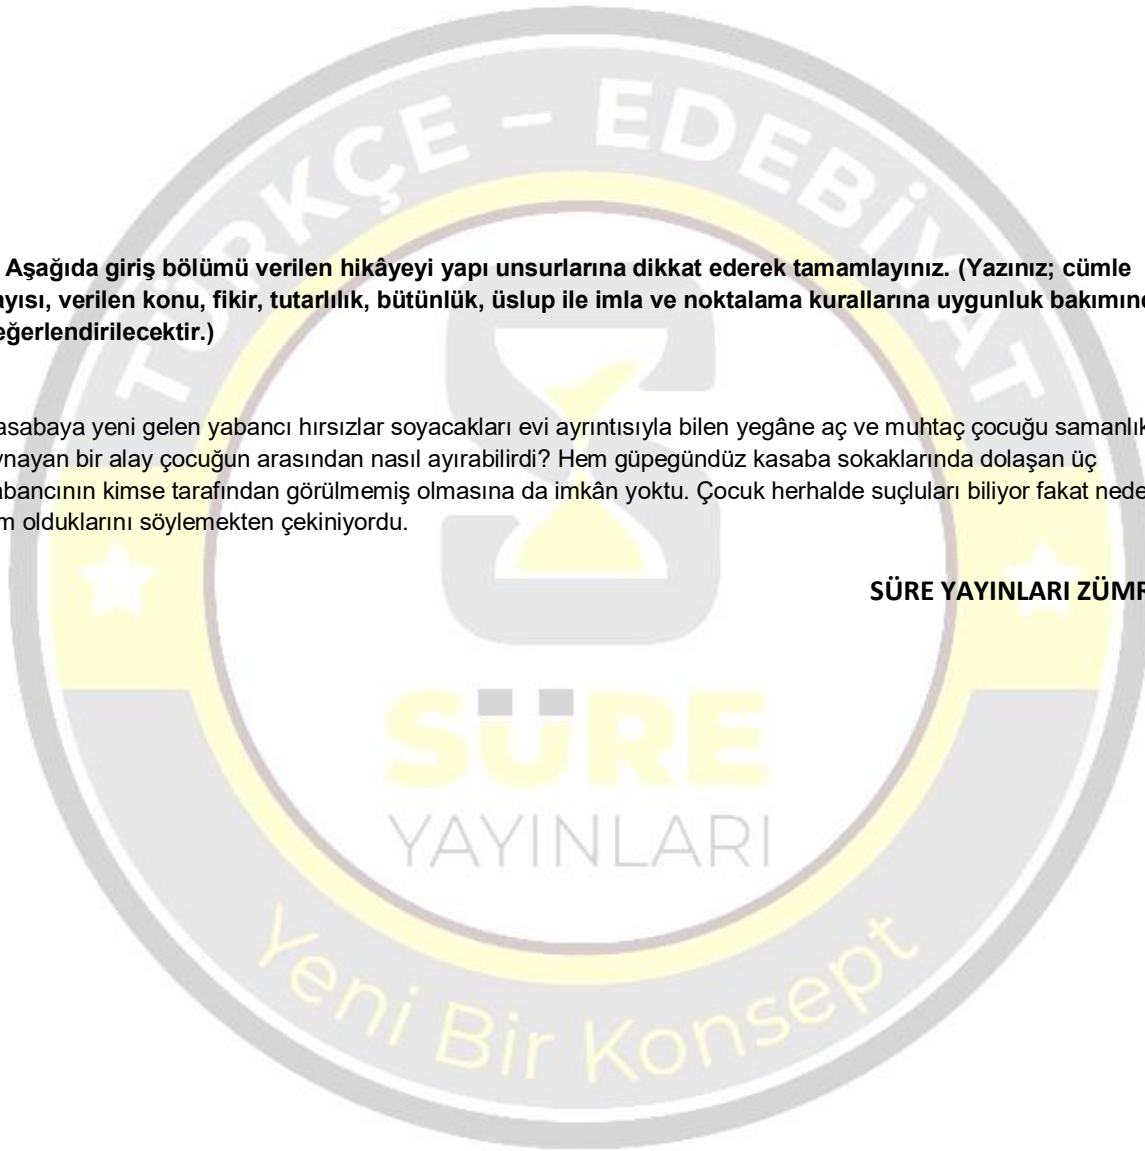 TÜRKÇE - EDEBİYAT
Aşağıda giriş bölümü verilen hikâyeyi yapı unsurlarına dikkat ederek tamamlayınız. (Yazınız; cümle
ayısı, verilen konu, fikir, tutarlılık, bütünlük, üslup ile imla ve noktalama kurallarına uygunluk bakımınd
eğerlendirilecektir.)
asabaya yeni gelen yabancı hırsızlar soyacakları evi ayrıntısıyla bilen yegâne aç ve muhtaç çocuğu samanlık
ynayan bir alay çocuğun arasından nasıl ayırabilirdi? Hem güpegündüz kasaba sokaklarında dolaşan üç
abancının kimse tarafından görülmemiş olmasına da imkân yoktu. Çocuk herhalde suçluları biliyor fakat nede
im olduklarını söylemekten çekiniyordu.
SÜRE YAYINLARI ZÜMR
SÜRE
YAYINLARI
Yeni Bir Konsept